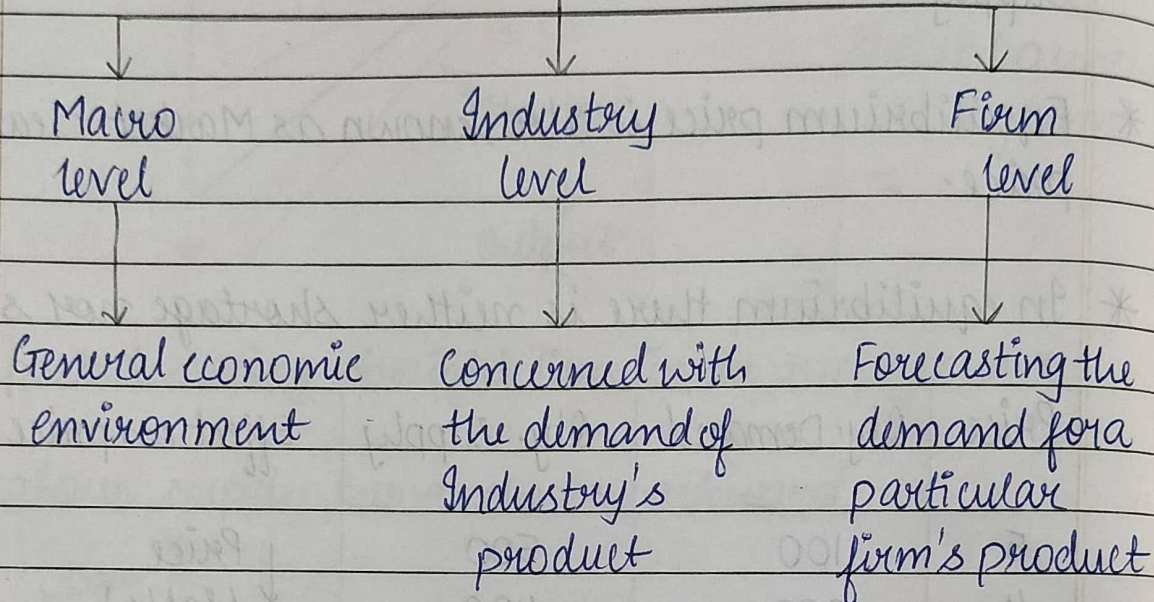 Macro Industry Firm
level level level
General economic Concerned with Forecasting the
environment the demand of demand for a
Industry's particular
product firm's product